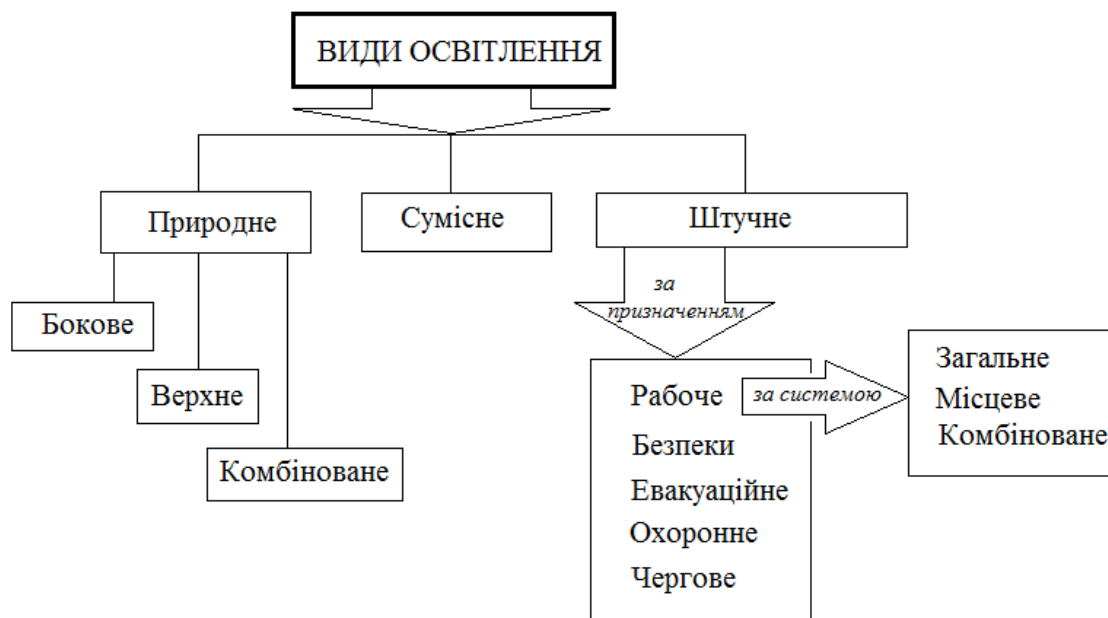 ВИДИ ОСВІТЛЕННЯ
Природне
Сумісне
Штучне
Бокове
Верхне
Комбіноване
за
призначенням
Рабоче
Безпеки
Евакуаційне
Охоронне
Чергове
за системою
Загальне
Місцеве
Комбіноване